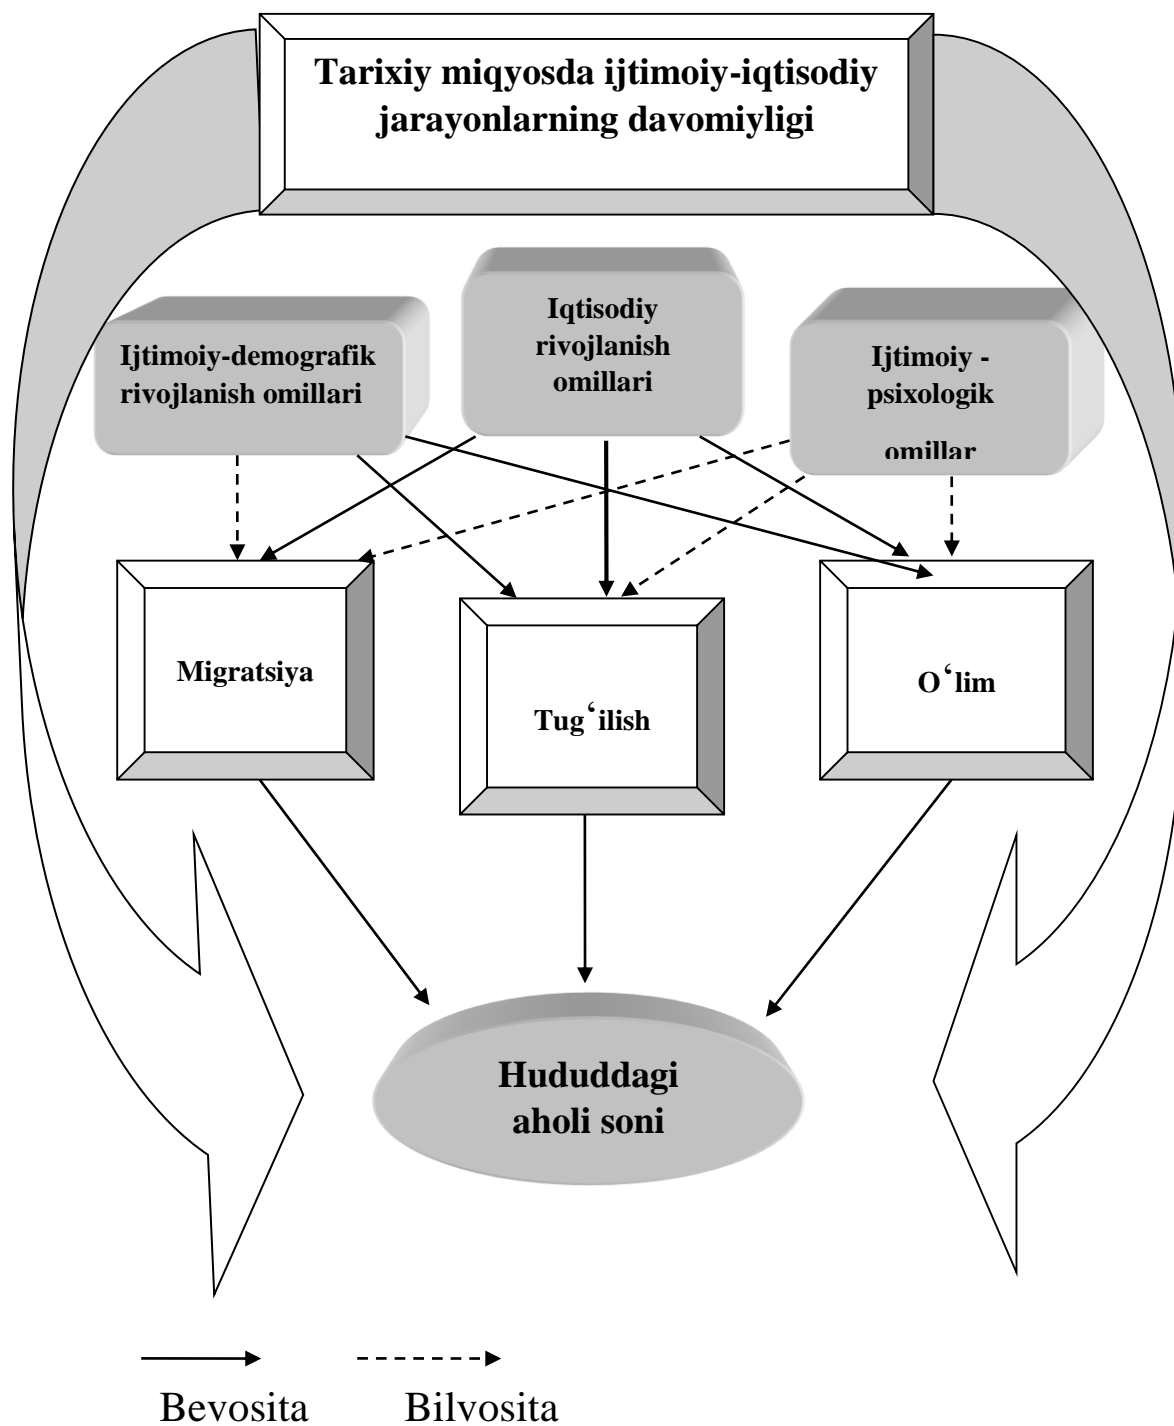 Tarixiy miqyosda ijtimoiy-iqtisodiy
jarayonlarning davomiyligi
Ijtimoiy-demografik
rivojlanish omillari
Iqtisodiy
rivojlanish
omillari
Ijtimoiy -
psixologik
omillar
Migratsiya
Tug‘ilish
O‘lim
Hududdagi
aholi soni
Bevosita
Bilvosita